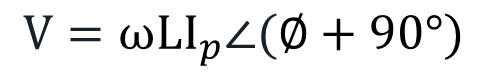 V = ωLI_p∠(∅ + 90°)